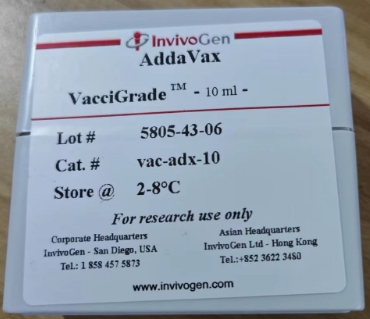 InvivoGen
AddaVax
VacciGrade™ - 10 ml -
Lot # 5805-43-06
Cat. # vac-adx-10
Store @ 2-8°C
For research use only
Corporate Headquarters
InvivoGen - San Diego, USA
Tel.: 1 858 457 5873
Asian Headquarters
InvivoGen Ltd - Hong Kong
Tel.:+852 3622 3480
www.invivogen.com